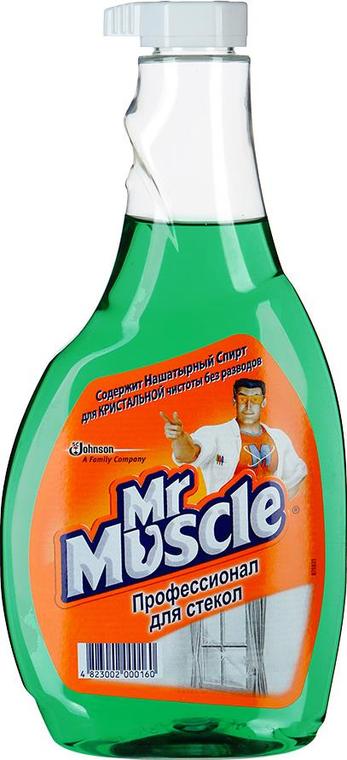 Содержит Нашатырный Спирт
для КРИСТАЛЬНОЙ чистоты без разводов
Johnson
A Family Company
Mr
Muscle®
Профессионал
для стекол
4 823002 000160